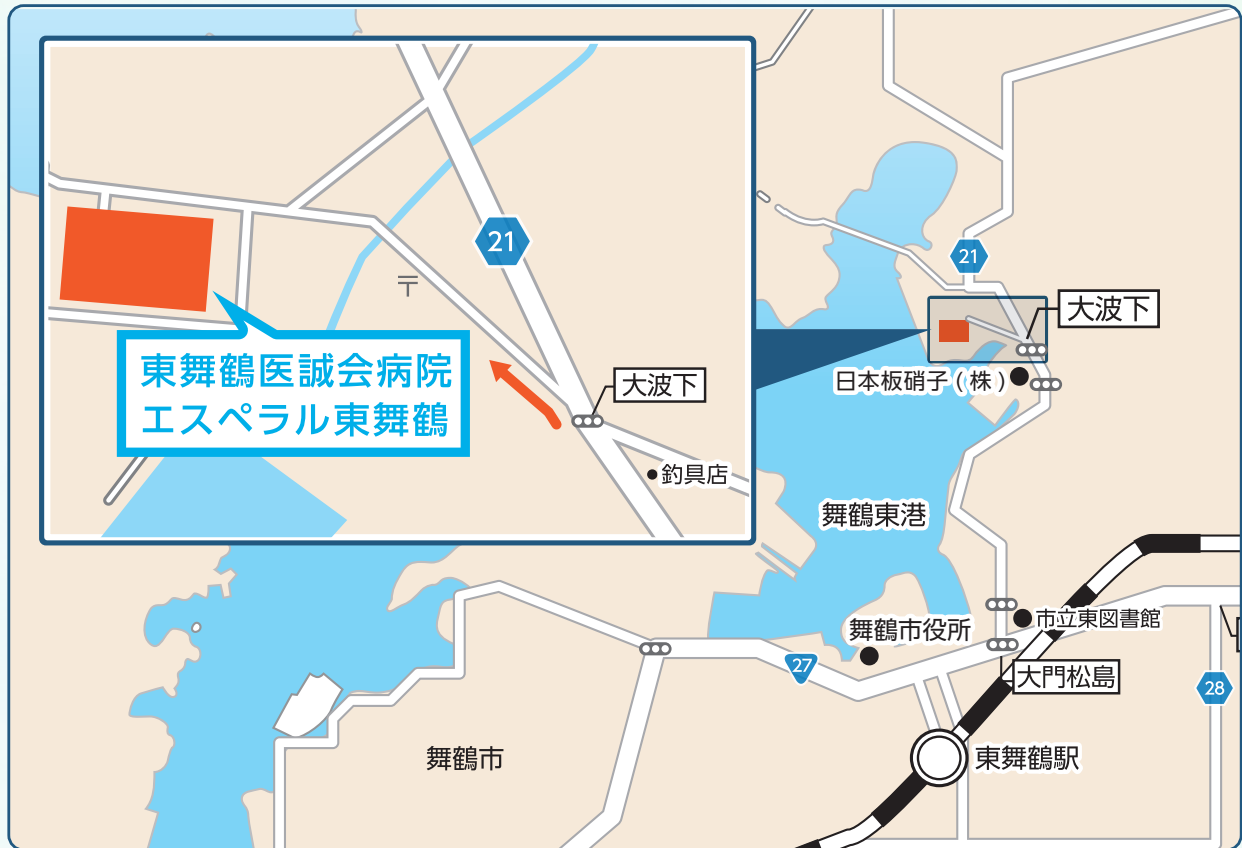 21
〒
東舞鶴医誠会病院
エスペラル東舞鶴
大波下
釣具店
21
大波下
日本板硝子(株)
舞鶴東港
市立東図書館
舞鶴市役所
27
大門松島
28
舞鶴市
東舞鶴駅